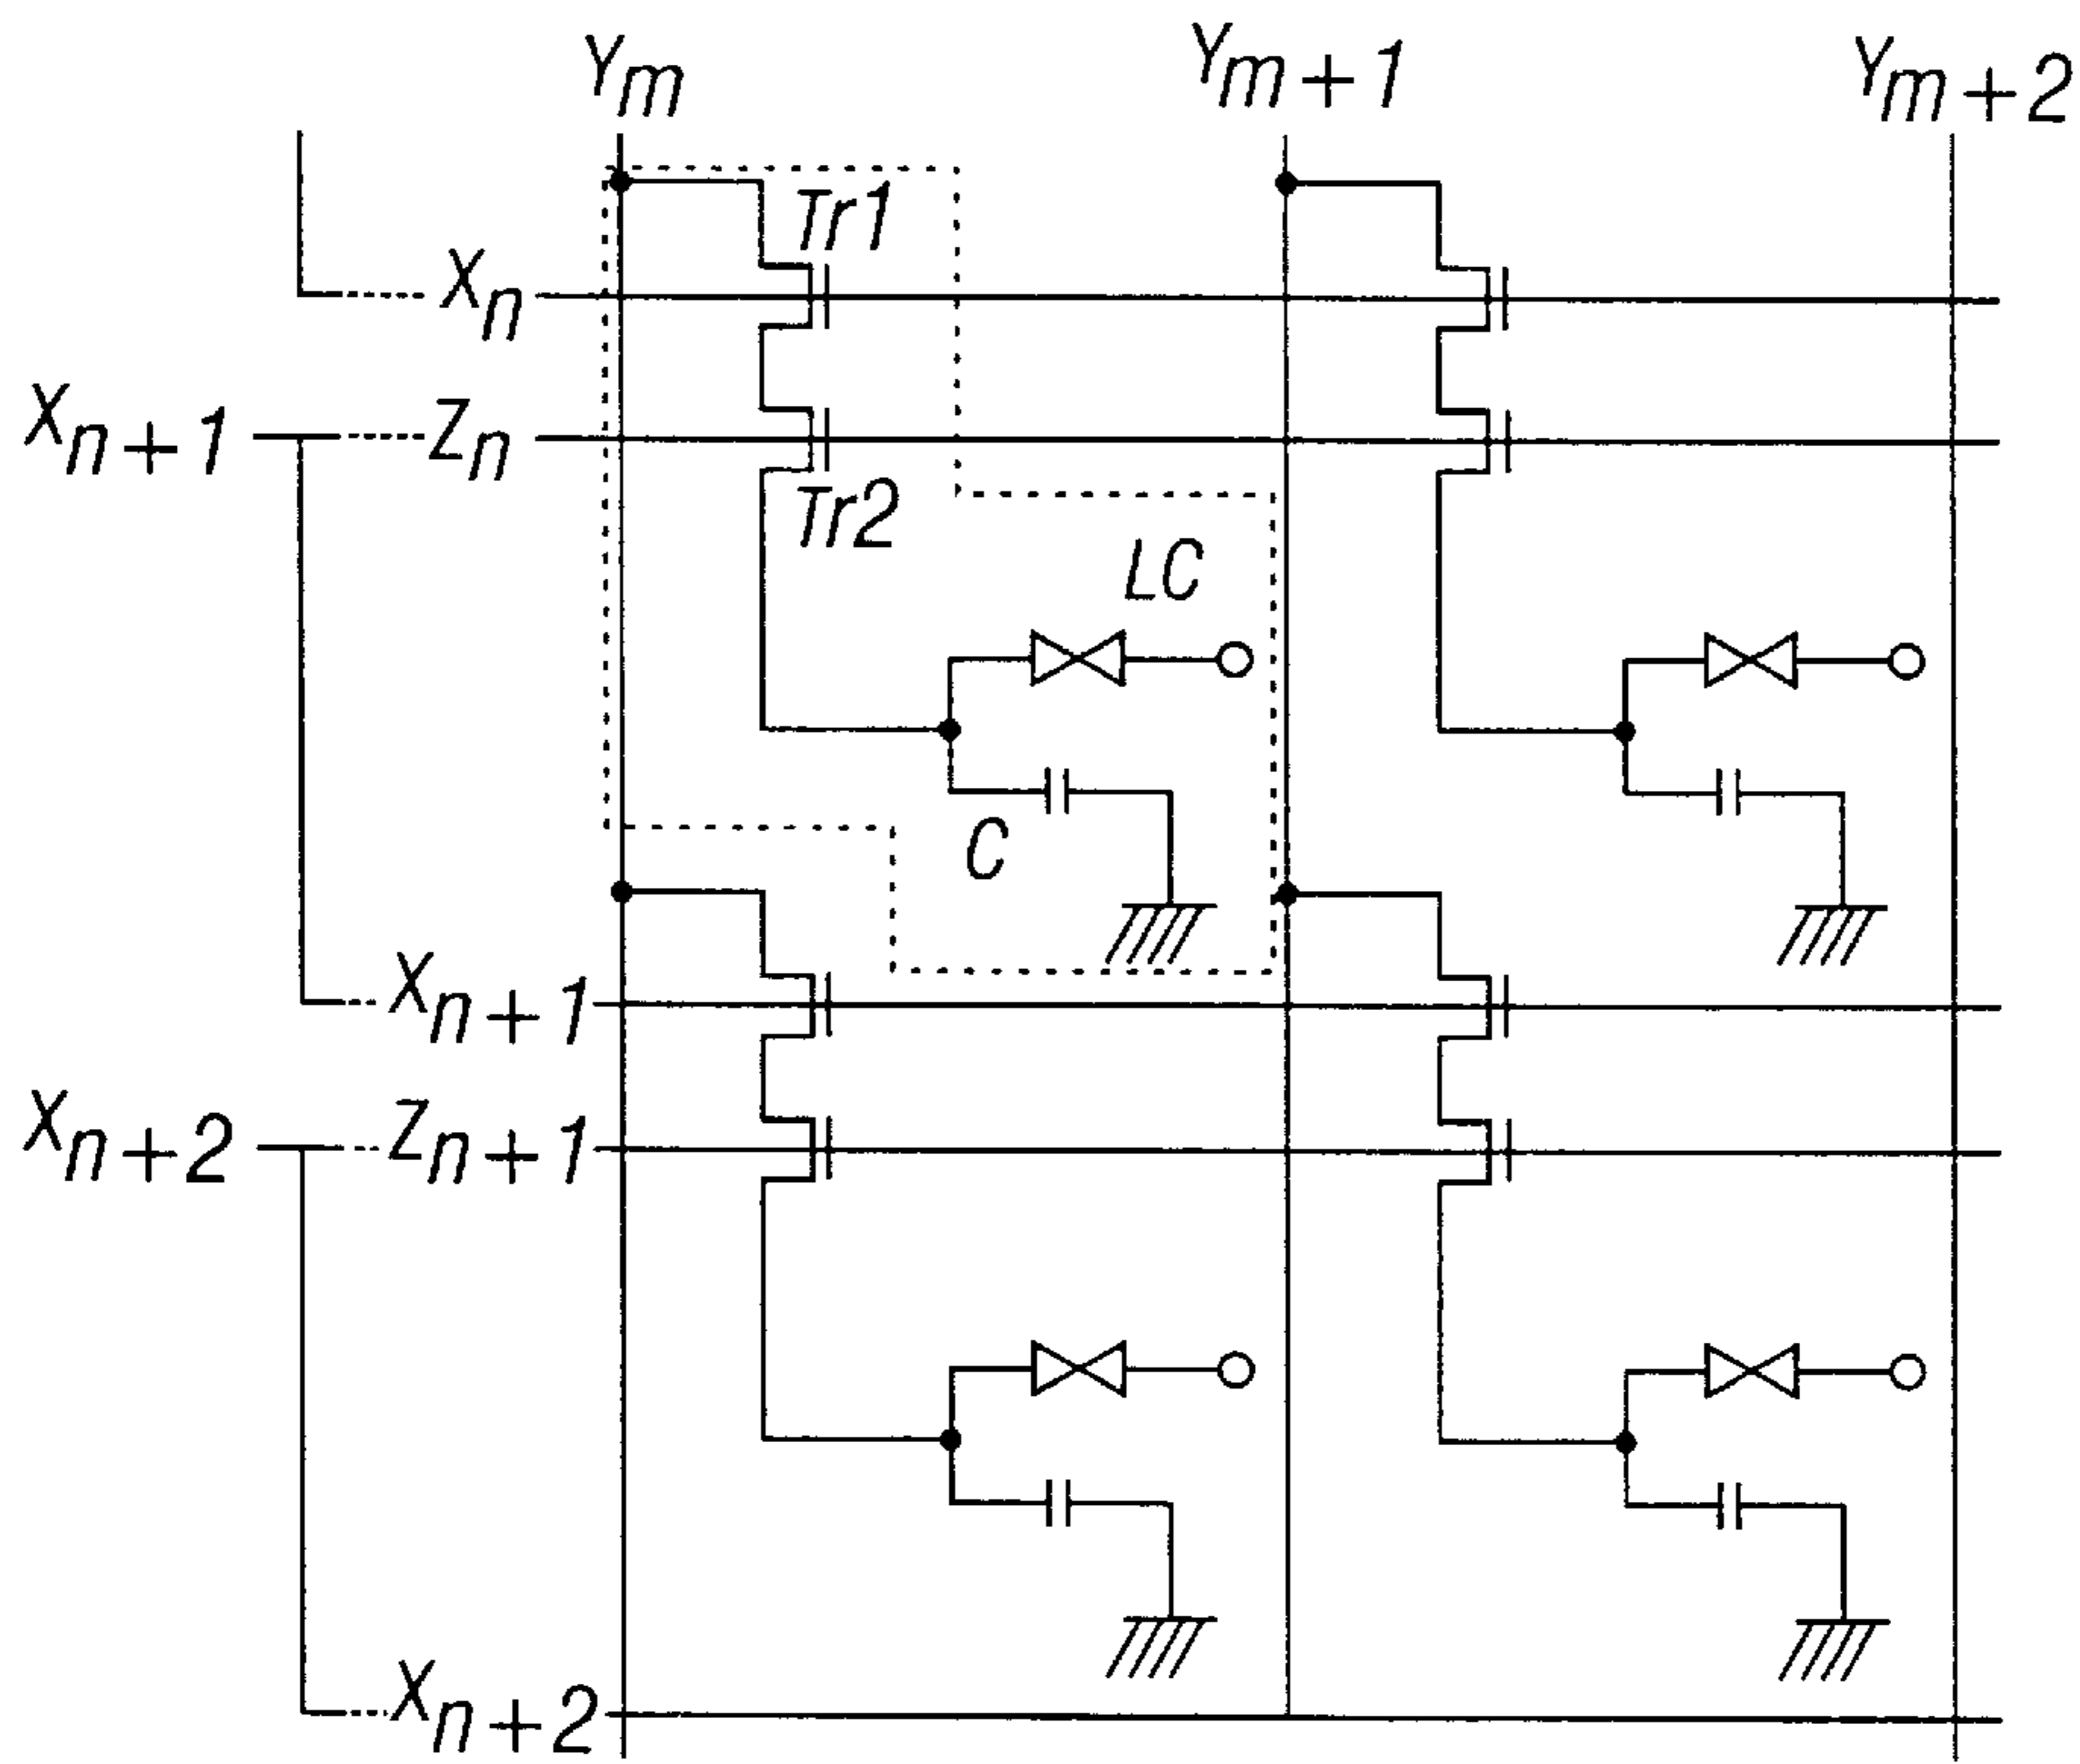 Ym
Ym+1
Ym+2
Tr1
Xn
Xn+1
Zn
Tr2
LC
C
Xn+1
Xn+2
Zn+1
Xn+2